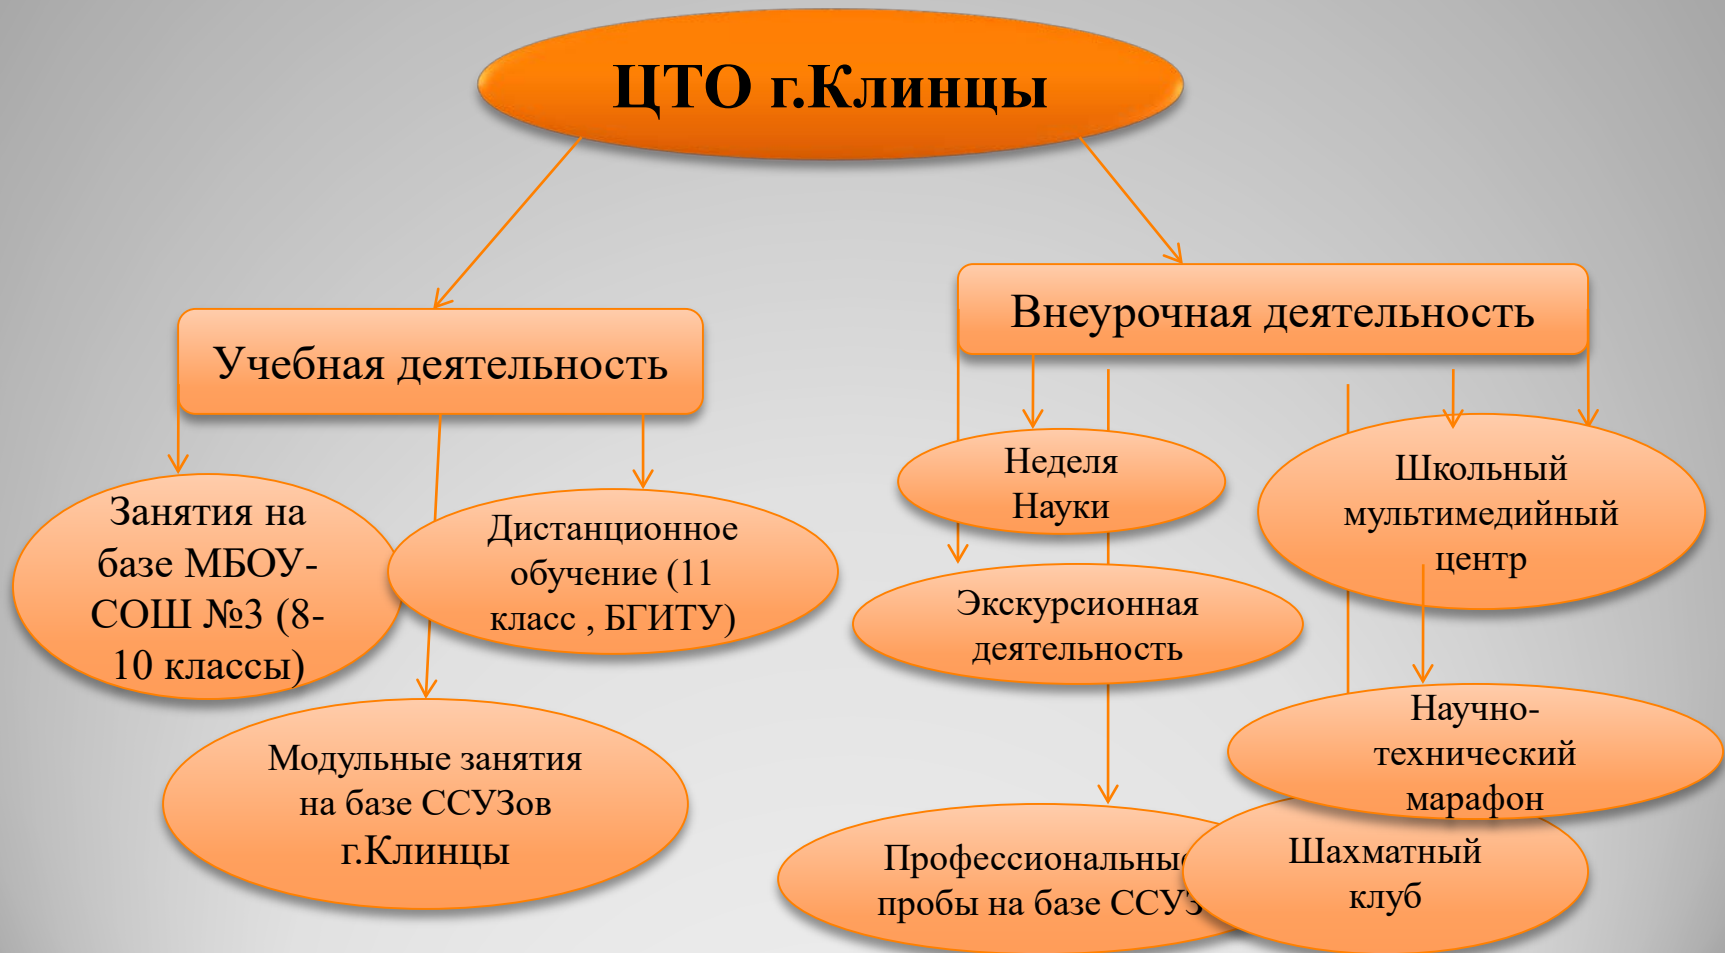 ЦТО г.Клинцы
Учебная деятельность
Внеурочная деятельность
Занятия на
базе МБОУ-
СОШ №3 (8-
10 классы)
Дистанционное
обучение (11
класс , БГИТУ)
Модульные занятия
на базе ССУЗов
г.Клинцы
Неделя
Науки
Экскурсионная
деятельность
Школьный
мультимедийный
центр
Научно-
технический
марафон
Профессиональные
пробы на базе
Шахматный
клуб